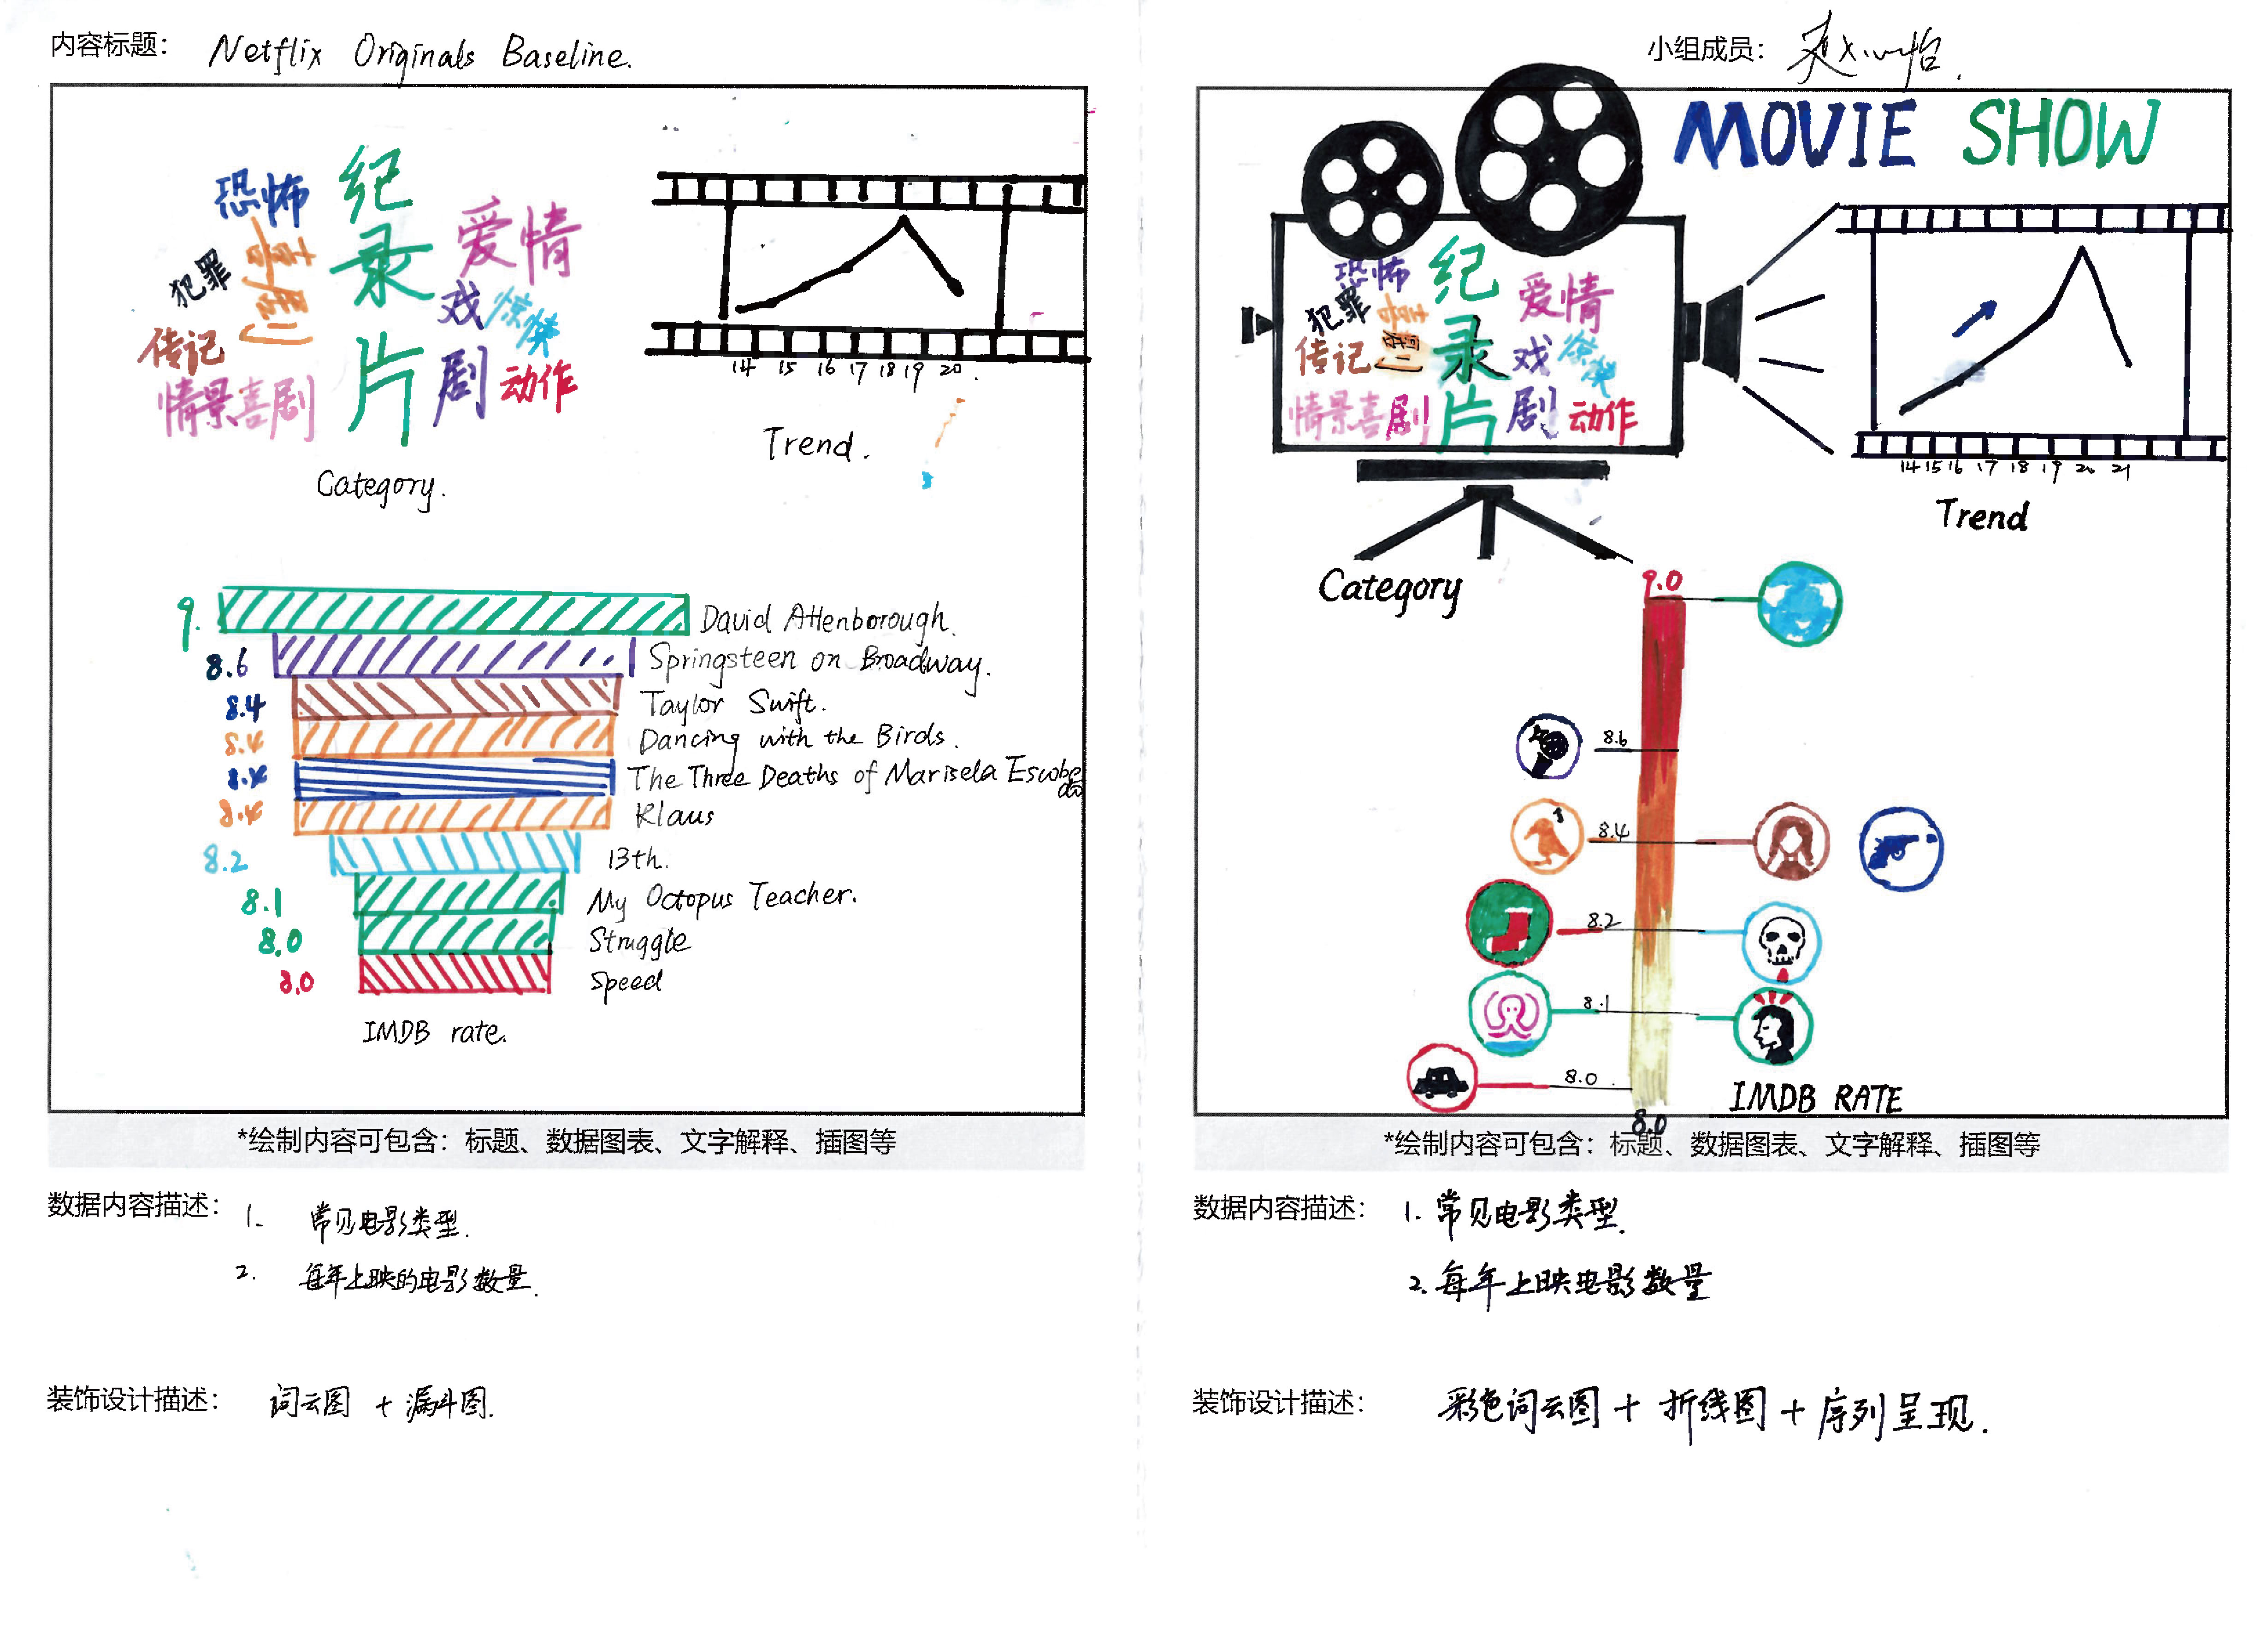 内容标题： Netflix Originals Baseline.
恐怖
纪录片
爱情
喜剧
犯罪
戏剧
惊悚
传记
情景喜剧
动作
Category.
14 15 16 17 18 19 20
Trend.
9. David Attenborough.
8.6 Springsteen on Broadway.
8.4 Taylor Swift.
8.4 Dancing with the Birds.
8.4 The Three Deaths of Marisela Escobedo
8.4 Klaus
8.2 13th.
8.1 My Octopus Teacher.
8.0 Struggle
8.0 Speed
IMDB rate.
*绘制内容可包含：标题、数据图表、文字解释、插图等
数据内容描述： 1. 常见电影类型.
2. 每年上映的电影数量.
装饰设计描述： 词云图 + 漏斗图.
小组成员：
MOVIE SHOW
恐怖
纪录片
爱情
犯罪
喜剧
传记
戏剧
惊悚
情景喜剧
动作
Category
14 15 16 17 18 19 20 21
Trend
9.0
8.6
8.4
8.2
8.1
8.0
8.0
IMDB RATE
*绘制内容可包含：标题、数据图表、文字解释、插图等
数据内容描述： 1. 常见电影类型.
2. 每年上映电影数量
装饰设计描述： 彩色词云图 + 折线图 + 序列呈现.